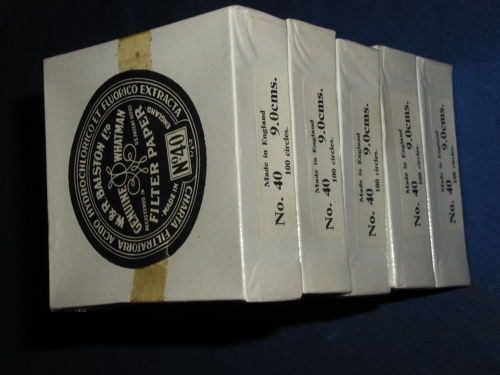 CHARTA FILTRATORIA ACIDO HYDROCHLORICO ET FLUORICO EXTRACTA
W. & R. BALSTON LTD
GENUINE WHATMAN
FILTER PAPER
MADE IN ENGLAND
No 40
Made in England
No. 40 9.0cms.
100 circles.
Made in England
No. 40 9.0cms.
100 circles.
Made in England
No. 40 9.0cms.
100 circles.
Made in England
No. 40 9.0cms.
100 circles.
Made in England
No. 40 9.0cms.
100 circles.